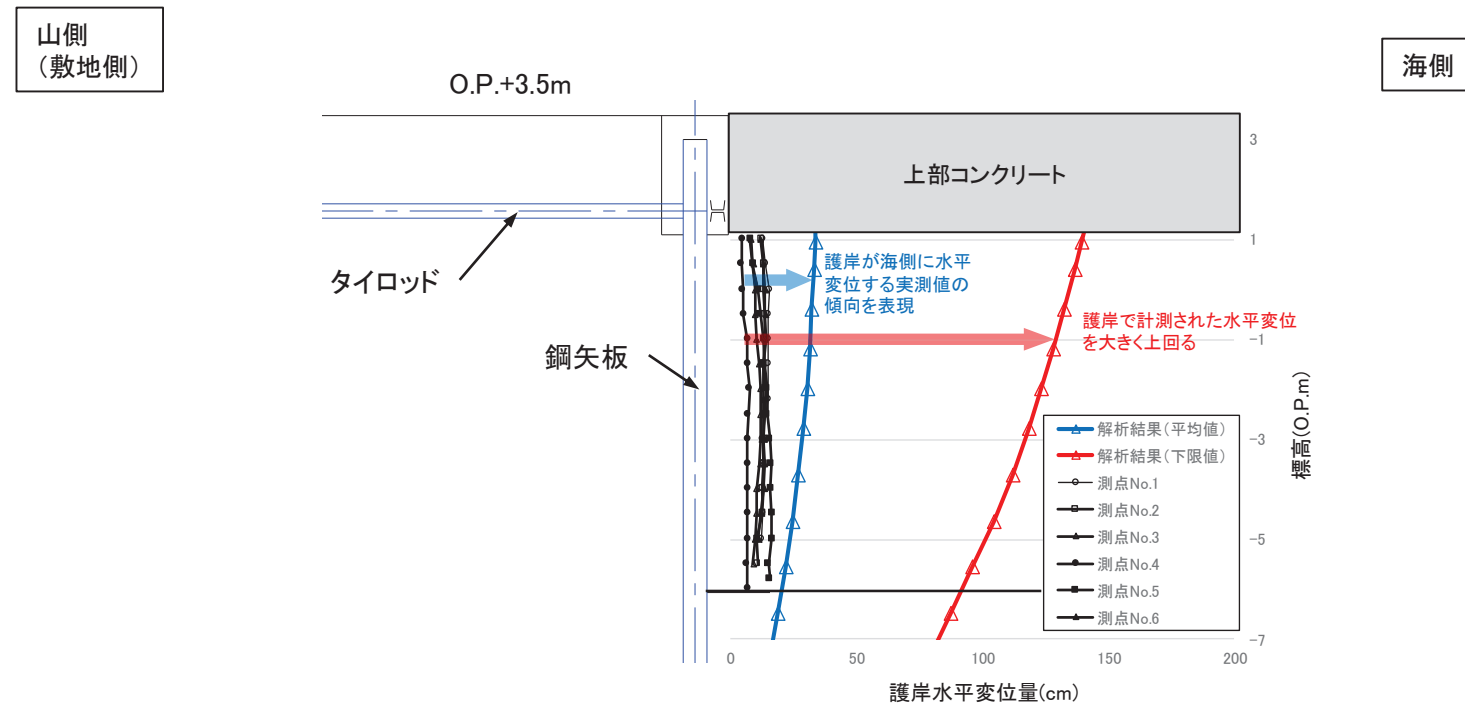 山側
（敷地側）
海側
O.P.+3.5m
上部コンクリート
タイロッド
鋼矢板
護岸が海側に水平
変位する実測値の
傾向を表現
護岸で計測された水平変位
を大きく上回る
3
1
-1
-3
-5
-7
標高(O.P.m)
解析結果(平均値)
解析結果(下限値)
測点No.1
測点No.2
測点No.3
測点No.4
測点No.5
測点No.6
0
50
100
150
200
護岸水平変位量(cm)